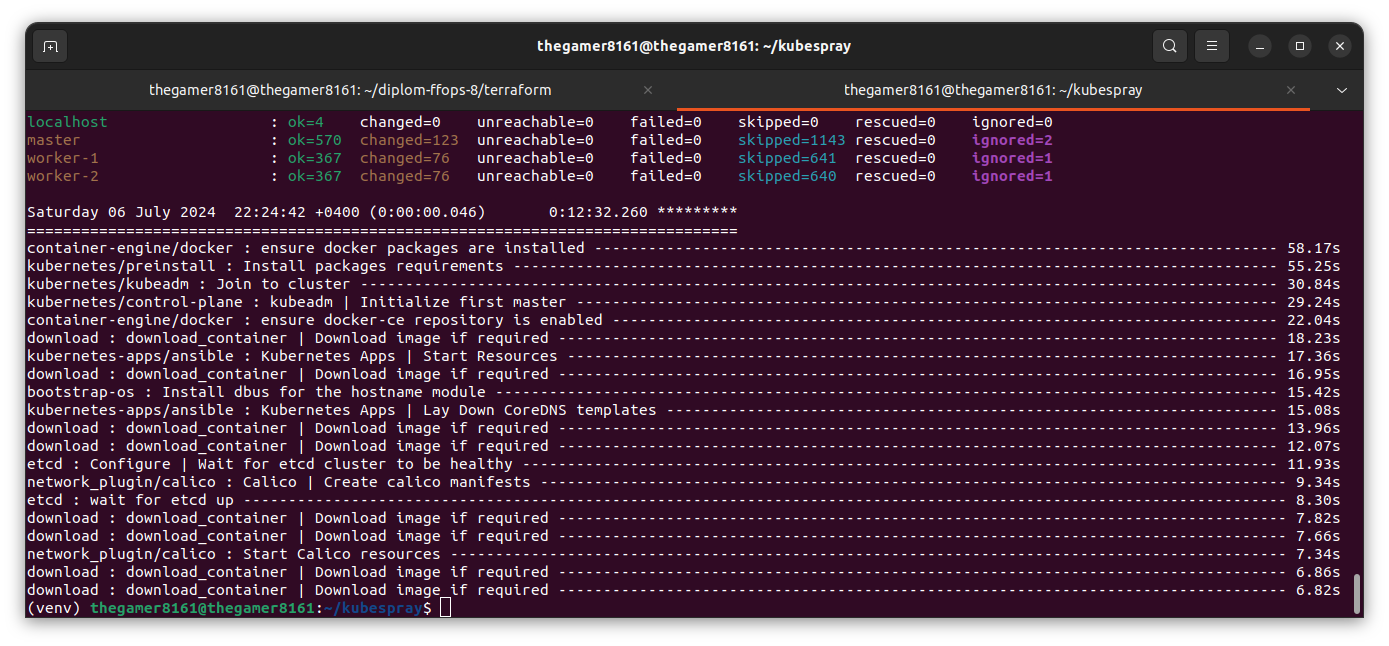 thegamer8161@thegamer8161: ~/kubespray
thegamer8161@thegamer8161: ~/diplom-ffops-8/terraform
thegamer8161@thegamer8161: ~/kubespray
localhost : ok=4 changed=0 unreachable=0 failed=0 skipped=0 rescued=0 ignored=0
master : ok=570 changed=123 unreachable=0 failed=0 skipped=1143 rescued=0 ignored=2
worker-1 : ok=367 changed=76 unreachable=0 failed=0 skipped=641 rescued=0 ignored=1
worker-2 : ok=367 changed=76 unreachable=0 failed=0 skipped=640 rescued=0 ignored=1
Saturday 06 July 2024 22:24:42 +0400 (0:00:00.046) 0:12:32.260 *********
===============================================================================
container-engine/docker : ensure docker packages are installed ---------------------------------------------------------------------------- 58.17s
kubernetes/preinstall : Install packages requirements ------------------------------------------------------------------------------------- 55.25s
kubernetes/kubeadm : Join to cluster ------------------------------------------------------------------------------------------------------ 30.84s
kubernetes/control-plane : kubeadm | Initialize first master ------------------------------------------------------------------------------ 29.24s
container-engine/docker : ensure docker-ce repository is enabled -------------------------------------------------------------------------- 22.04s
download : download_container | Download image if required -------------------------------------------------------------------------------- 18.23s
kubernetes-apps/ansible : Kubernetes Apps | Start Resources ------------------------------------------------------------------------------- 17.36s
download : download_container | Download image if required -------------------------------------------------------------------------------- 16.95s
bootstrap-os : Install dbus for the hostname module --------------------------------------------------------------------------------------- 15.42s
kubernetes-apps/ansible : Kubernetes Apps | Lay Down CoreDNS templates -------------------------------------------------------------------- 15.08s
download : download_container | Download image if required -------------------------------------------------------------------------------- 13.96s
download : download_container | Download image if required -------------------------------------------------------------------------------- 12.07s
etcd : Configure | Wait for etcd cluster to be healthy ------------------------------------------------------------------------------------ 11.93s
network_plugin/calico : Calico | Create calico manifests ----------------------------------------------------------------------------------- 9.34s
etcd : wait for etcd up -------------------------------------------------------------------------------------------------------------------- 8.30s
download : download_container | Download image if required --------------------------------------------------------------------------------- 7.82s
download : download_container | Download image if required --------------------------------------------------------------------------------- 7.66s
network_plugin/calico : Start Calico resources --------------------------------------------------------------------------------------------- 7.34s
download : download_container | Download image if required --------------------------------------------------------------------------------- 6.86s
download : download_container | Download image if required --------------------------------------------------------------------------------- 6.82s
(venv) thegamer8161@thegamer8161:~/kubespray$